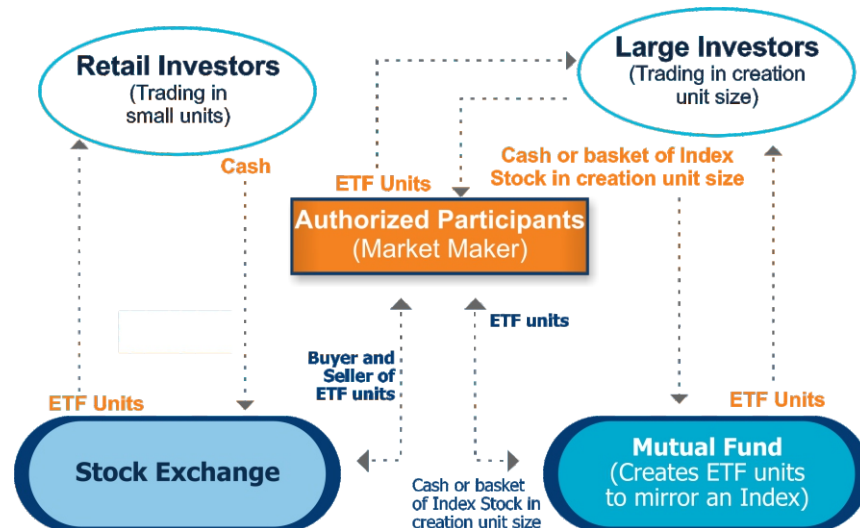 Retail Investors
(Trading in
small units)
Large Investors
(Trading in creation
unit size)
Cash
ETF Units
Cash or basket of Index
Stock in creation unit size
Authorized Participants
(Market Maker)
ETF units
Buyer and
Seller of
ETF units
ETF Units
ETF Units
Stock Exchange
Cash or basket
of Index Stock in
creation unit size
Mutual Fund
(Creates ETF units
to mirror an Index)